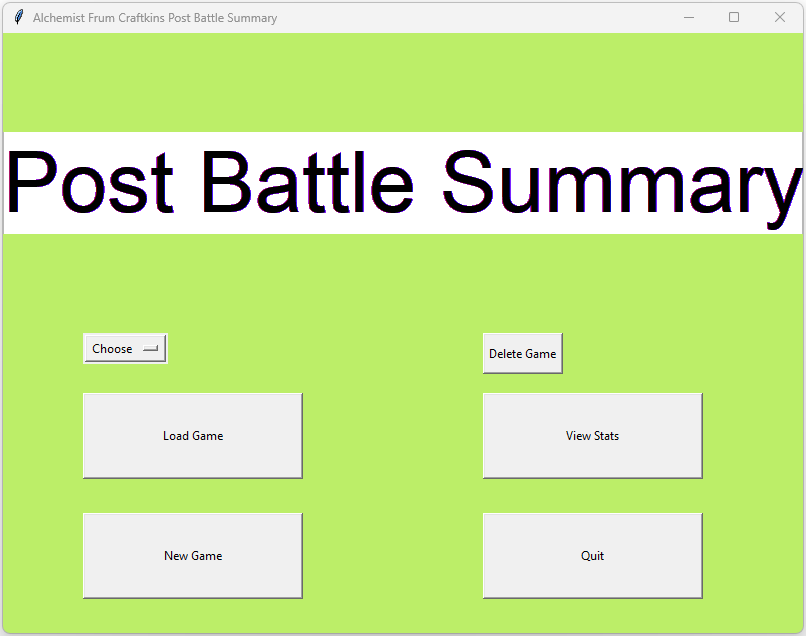 Alchemist Frum Craftkins Post Battle Summary
Post Battle Summary
Choose
Delete Game
Load Game
View Stats
New Game
Quit